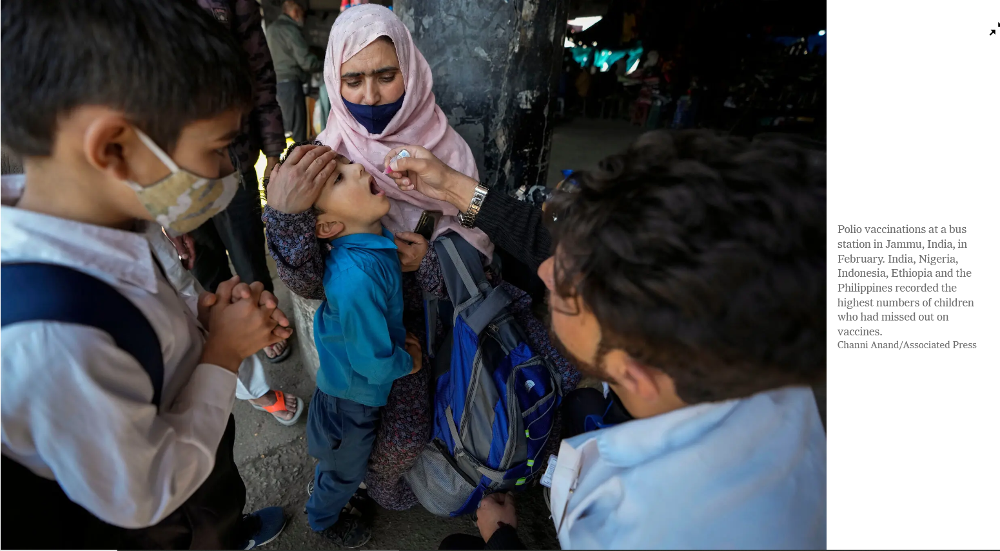 Polio vaccinations at a bus
station in Jammu, India, in
February. India, Nigeria,
Indonesia, Ethiopia and the
Philippines recorded the
highest numbers of children
who had missed out on
vaccines.
Channi Anand/Associated Press